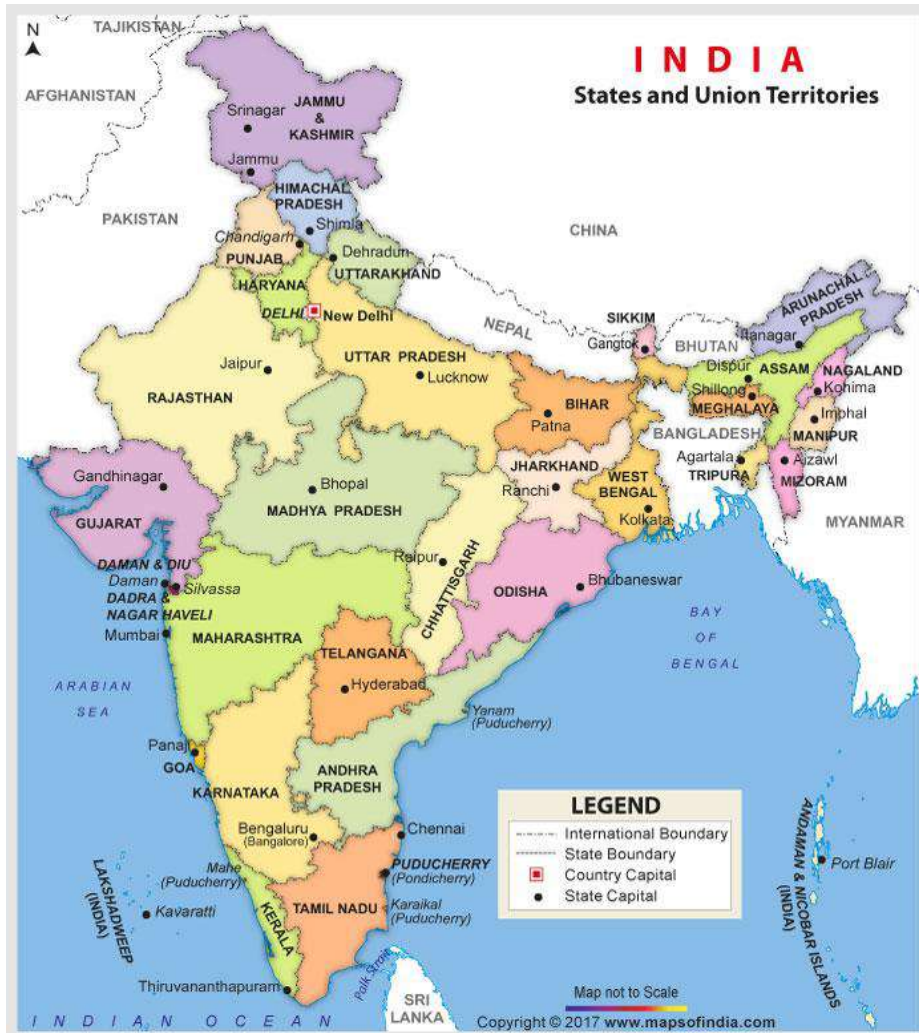 N
TAJIKISTAN
INDIA
States and Union Territories
AFGHANISTAN
JAMMU
&
KASHMIR
Srinagar
Jammu
HIMACHAL
PRADESH
Shimla
PAKISTAN
CHINA
Chandigarh
PUNJAB
Dehradun
UTTARAKHAND
HARYANA
DELHI
New Delhi
NEPAL
SIKKIM
Gangtok
BHUTAN
ARUNACHAL
PRADESH
Itanagar
Dispur
ASSAM
NAGALAND
Kohima
Shillong
MEGHALAYA
Imphal
MANIPUR
BANGLADESH
Agartala
TRIPURA
Aizawl
MIZORAM
MYANMAR
Jaipur
RAJASTHAN
UTTAR PRADESH
Lucknow
BIHAR
Patna
JHARKHAND
Ranchi
WEST
BENGAL
Kolkata
Gandhinagar
GUJARAT
Bhopal
MADHYA PRADESH
Raipur
CHHATTISGARH
ODISHA
Bhubaneswar
DAMAN & DIU
Daman
Silvassa
DADRA &
NAGAR HAVELI
Mumbai
MAHARASHTRA
TELANGANA
Hyderabad
BAY
OF
BENGAL
ARABIAN
SEA
Yanam
(Puducherry)
Panaji
GOA
KARNATAKA
ANDHRA
PRADESH
Bengaluru
(Bangalore)
Chennai
LEGEND
International Boundary
State Boundary
Country Capital
State Capital
Mahe
(Puducherry)
PUDUCHERRY
(Pondicherry)
Karaikal
(Puducherry)
TAMIL NADU
KERALA
LAKSHADWEEP
(INDIA)
Kavaratti
ANDAMAN & NICOBAR ISLANDS
(INDIA)
Port Blair
Thiruvananthapuram
Palk Strait
SRI
LANKA
Map not to Scale
INDIAN OCEAN
Copyright © 2017 www.mapsofindia.com